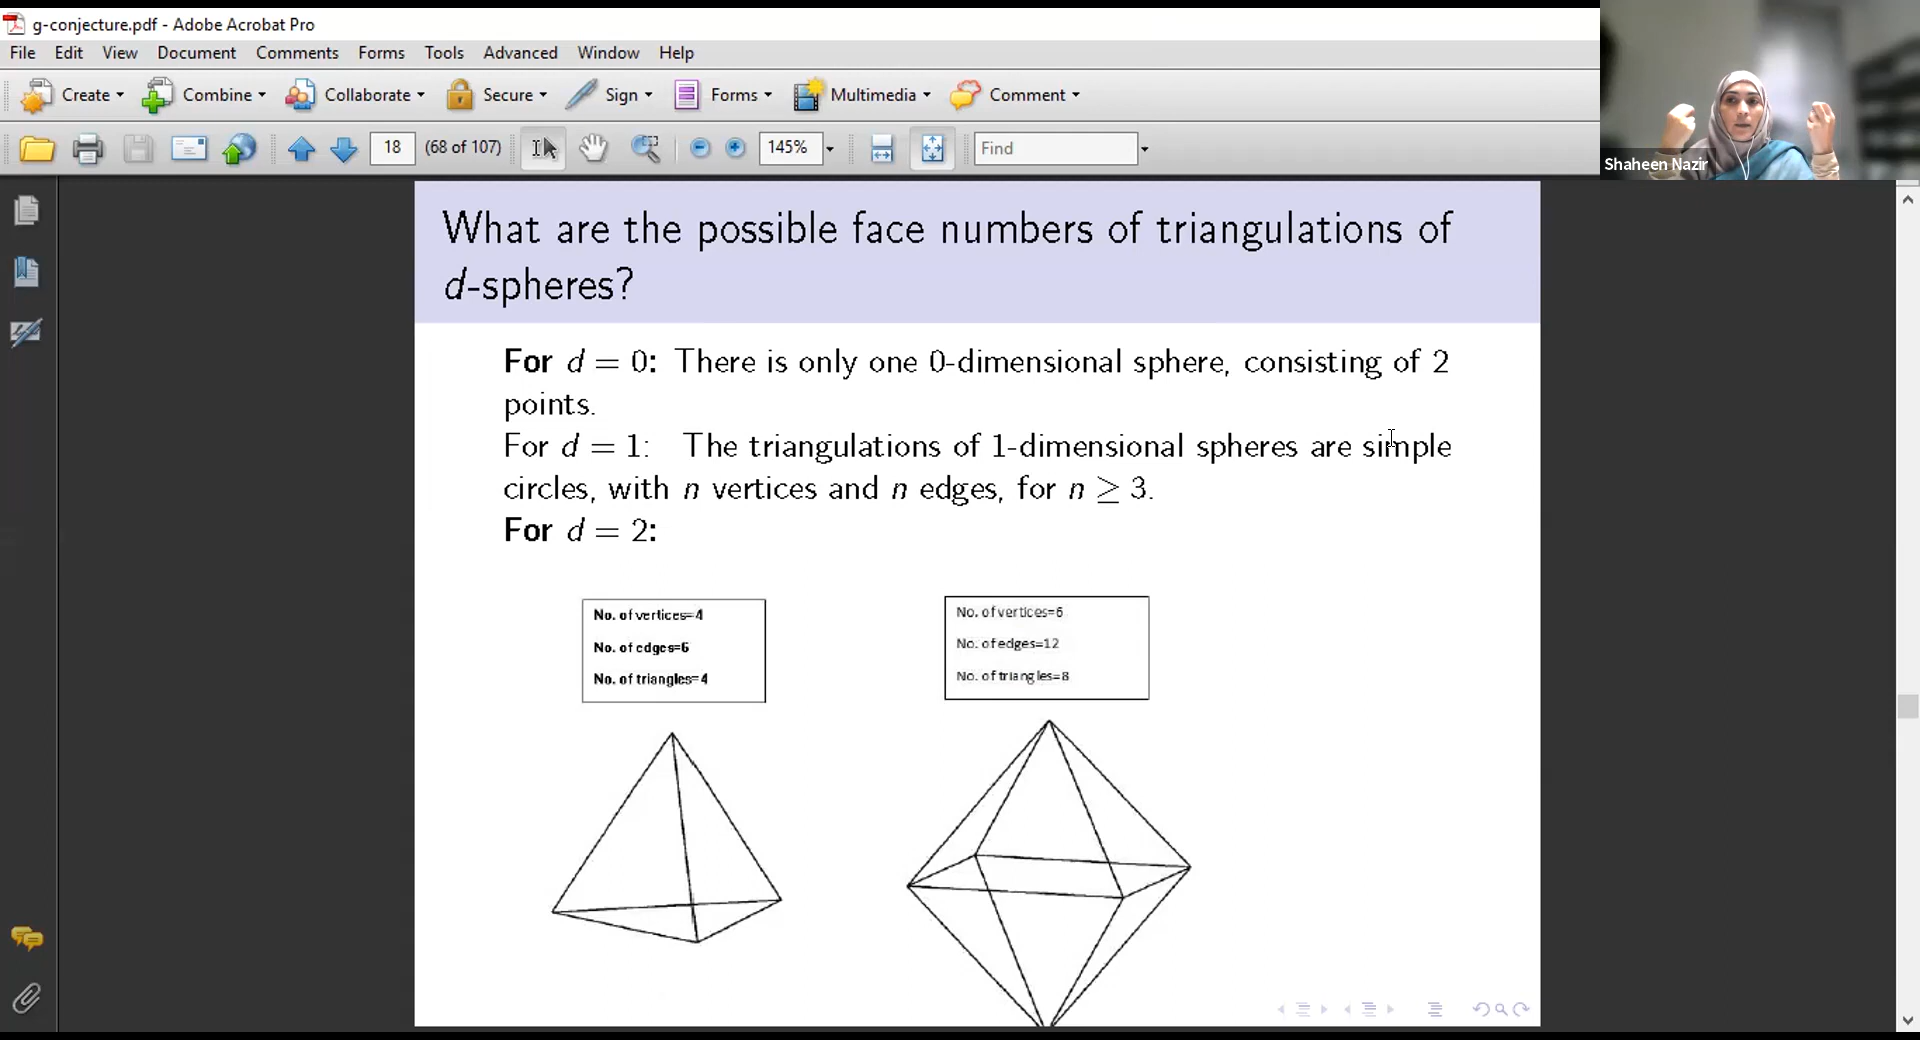 g-conjecture.pdf - Adobe Acrobat Pro
File Edit View Document Comments Forms Tools Advanced Window Help
Create Combine Collaborate Secure Sign Forms Multimedia Comment
18 (68 of 107) 145% Find
Shaheen Nazir
What are the possible face numbers of triangulations of
d-spheres?
For d = 0: There is only one 0-dimensional sphere, consisting of 2
points.
For d = 1: The triangulations of 1-dimensional spheres are simple
circles, with n vertices and n edges, for n ≥ 3.
For d = 2:
No. of vertices=4
No. of edges=6
No. of triangles=4
No. of vertices=6
No. of edges=12
No. of triangles=8